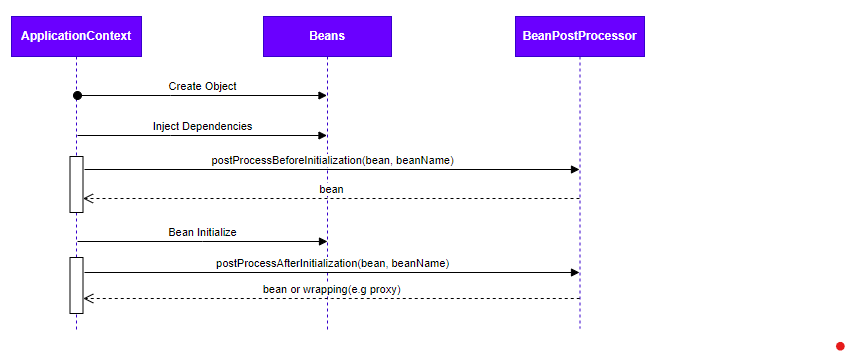 ApplicationContext
Beans
BeanPostProcessor
Create Object
Inject Dependencies
postProcessBeforeInitialization(bean, beanName)
bean
Bean Initialize
postProcessAfterInitialization(bean, beanName)
bean or wrapping(e.g proxy)